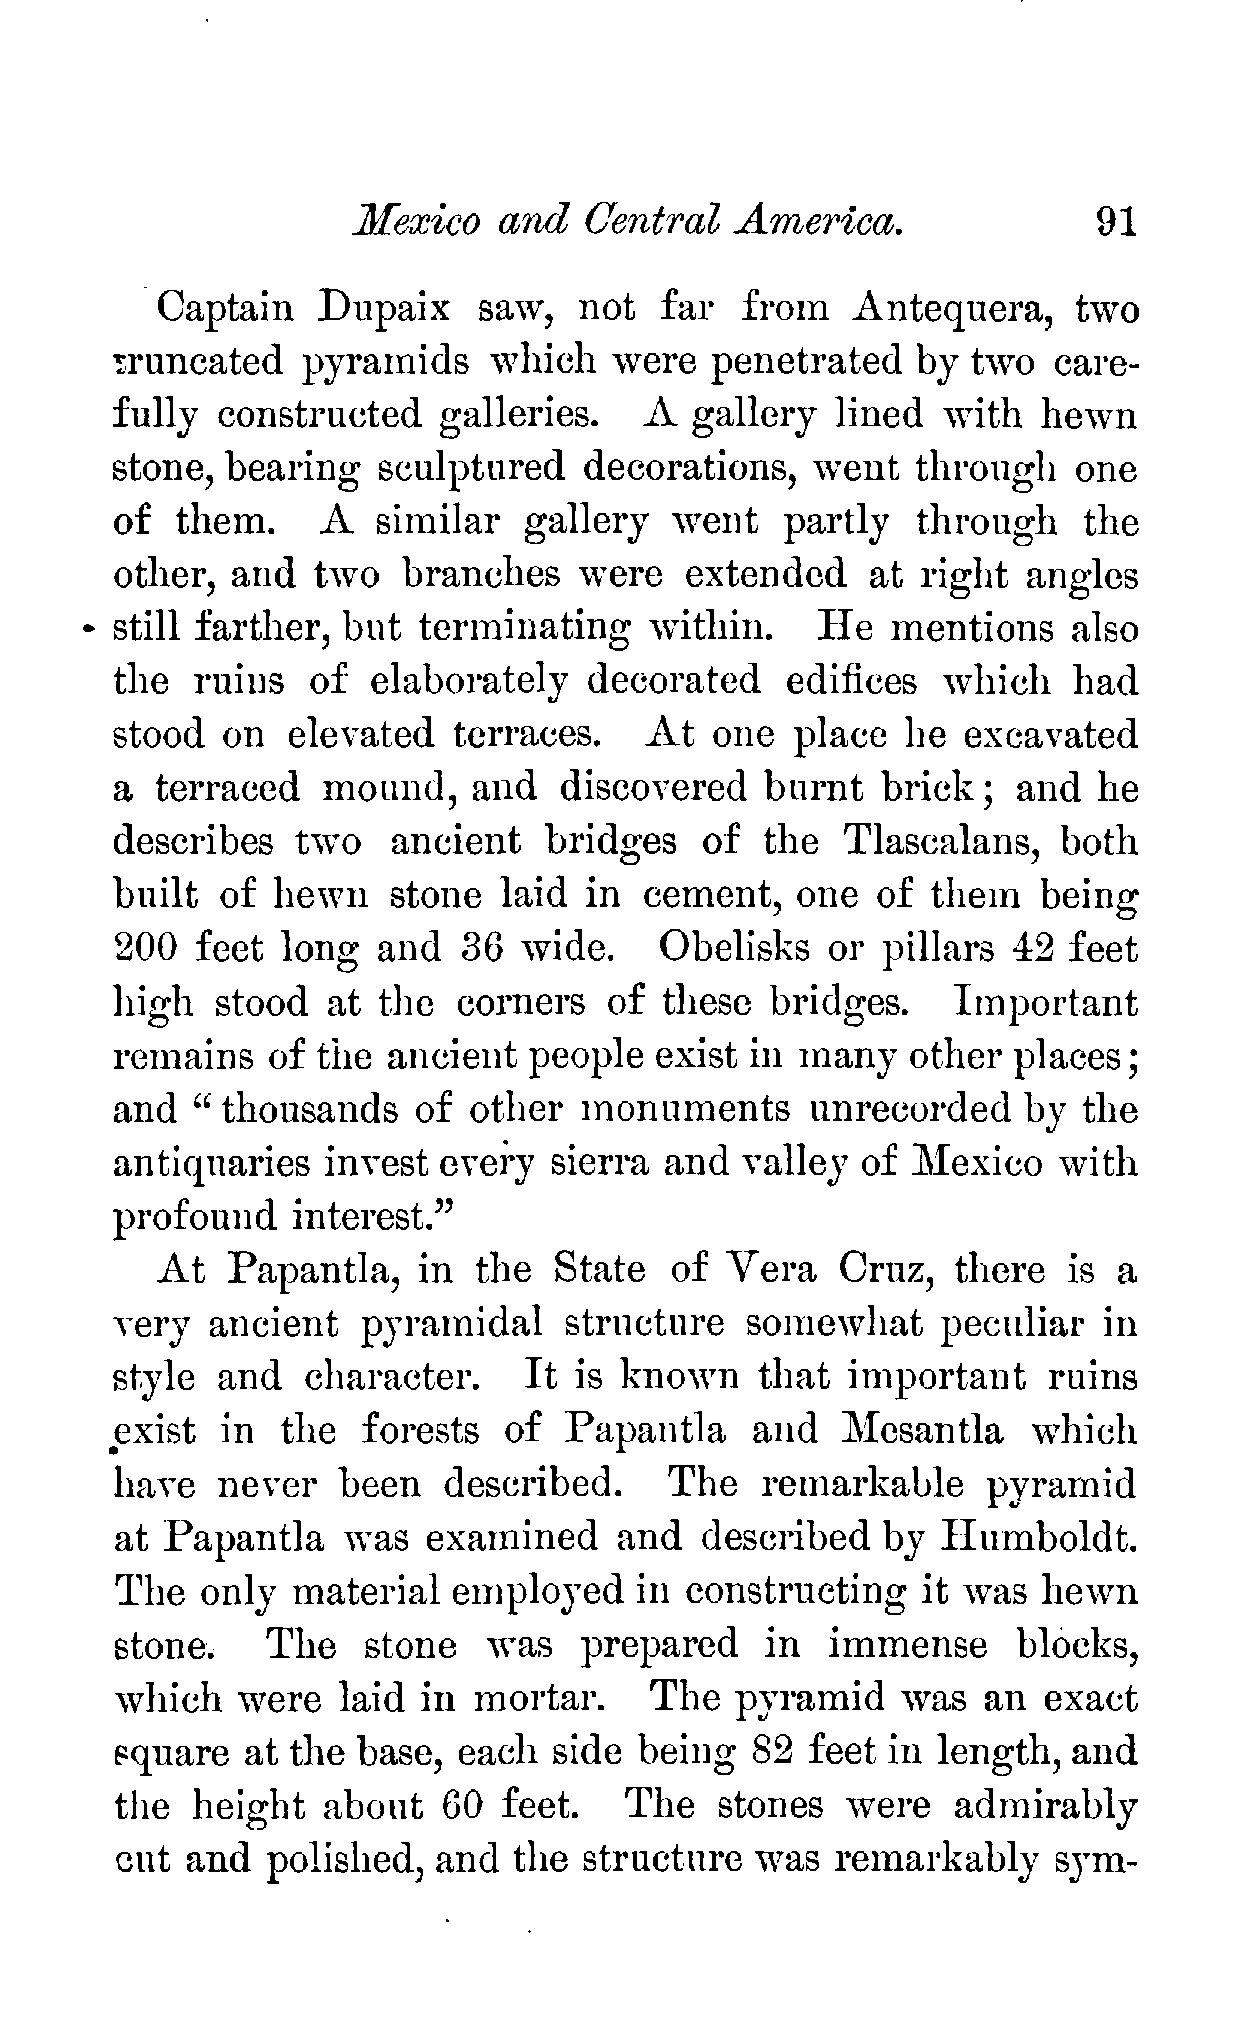 Mexico and Central America. 91
Captain Dupaix saw, not far from Antequera, two
truncated pyramids which were penetrated by two care-
fully constructed galleries. A gallery lined with hewn
stone, bearing sculptured decorations, went through one
of them. A similar gallery went partly through the
other, and two branches were extended at right angles
still farther, but terminating within. He mentions also
the ruins of elaborately decorated edifices which had
stood on elevated terraces. At one place he excavated
a terraced mound, and discovered burnt brick; and he
describes two ancient bridges of the Tlascalans, both
built of hewn stone laid in cement, one of them being
200 feet long and 36 wide. Obelisks or pillars 42 feet
high stood at the corners of these bridges. Important
remains of the ancient people exist in many other places;
and “thousands of other monuments unrecorded by the
antiquaries invest every sierra and valley of Mexico with
profound interest.”
At Papantla, in the State of Vera Cruz, there is a
very ancient pyramidal structure somewhat peculiar in
style and character. It is known that important ruins
exist in the forests of Papantla and Mesantla which
have never been described. The remarkable pyramid
at Papantla was examined and described by Humboldt.
The only material employed in constructing it was hewn
stone. The stone was prepared in immense blocks,
which were laid in mortar. The pyramid was an exact
square at the base, each side being 82 feet in length, and
the height about 60 feet. The stones were admirably
cut and polished, and the structure was remarkably sym-